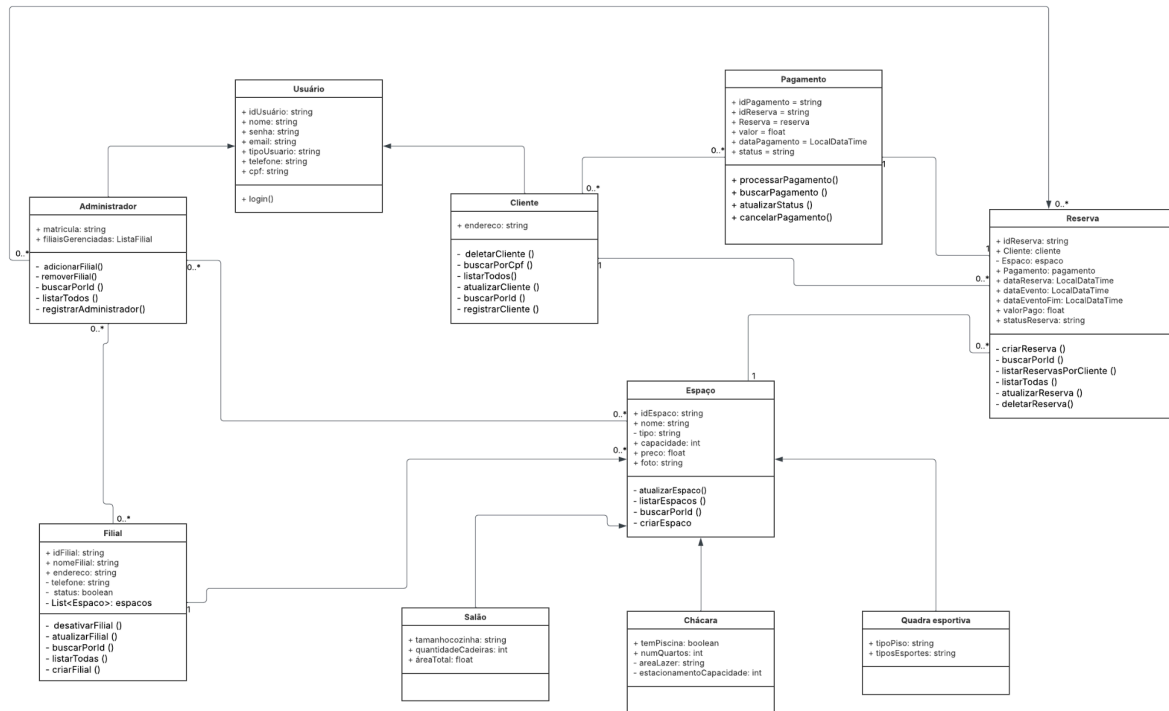 Usuário
+ idUsuário: string
+ nome: string
+ senha: string
+ email: string
+ tipoUsuario: string
+ telefone: string
+ cpf: string
+ login()
Pagamento
+ idPagamento = string
+ idReserva = string
+ Reserva = reserva
+ valor = float
+ dataPagamento = LocalDataTime
+ status = string
+ processarPagamento()
+ buscarPagamento ()
+ atualizarStatus ()
+ cancelarPagamento()
0..*
1
Administrador
+ matricula: string
+ filiaisGerenciadas: ListaFilial
- adicionarFilial()
- removerFilial()
- buscarPorId()
- listarTodos ()
- registrarAdministrador()
0..*
0..*
0..*
Cliente
+ endereco: string
- deletarCliente ()
- buscarPorCpf ()
- listarTodos()
- atualizarCliente ()
- buscarPorId ()
- registrarCliente ()
0..*
1
Reserva
+ idReserva: string
+ Cliente: cliente
- Espaco: espaco
+ Pagamento: pagamento
+ dataReserva: LocalDataTime
+ dataEvento: LocalDataTime
+ dataEventoFim: LocalDataTime
+ valorPago: float
+ statusReserva: string
- criarReserva ()
- buscarPorId ()
- listarReservasPorCliente ()
- listarTodas ()
- atualizarReserva ()
- deletarReserva()
0..*
1
0..*
0..*
Espaço
+ idEspaco: string
+ nome: string
- tipo: string
+ capacidade: int
+ preco: float
+ foto: string
- atualizarEspaco()
- listarEspacos ()
- buscarPorId ()
- criarEspaco
1
0..*
0..*
Filial
+ idFilial: string
+ nomeFilial: string
+ endereco: string
- telefone: string
- status: boolean
- List<Espaco>: espacos
- desativarFilial ()
- atualizarFilial ()
- buscarPorId ()
- listarTodas ()
- criarFilial ()
0..*
1
Salão
+ tamanhocozinha: string
+ quantidadeCadeiras: int
+ áreaTotal: float
Chácara
+ temPiscina: boolean
+ numQuartos: int
- areaLazer: string
- estacionamentoCapacidade: int
Quadra esportiva
+ tipoPiso: string
+ tiposEsportes: string